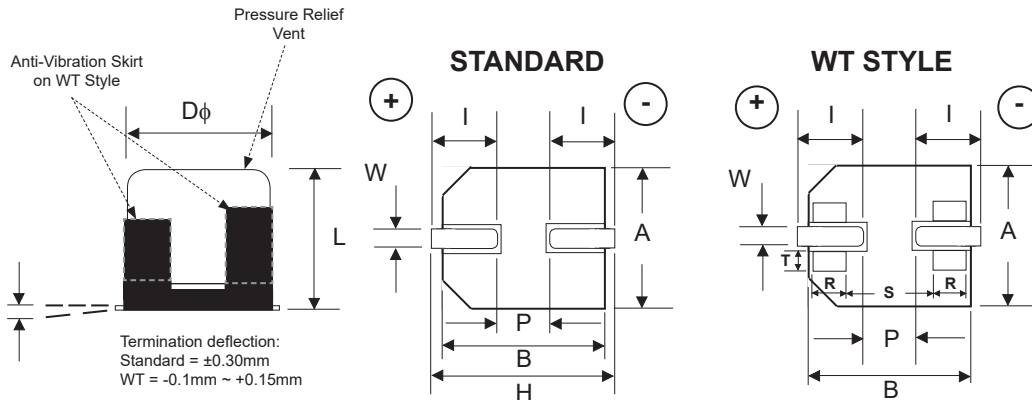 Pressure Relief
Vent
Anti-Vibration Skirt
on WT Style
Dϕ
L
Termination deflection:
Standard = ±0.30mm
WT = -0.1mm ~ +0.15mm
STANDARD
+
-
I
I
W
A
P
B
H
WT STYLE
+
-
I
I
W
A
T
R
S
R
P
B